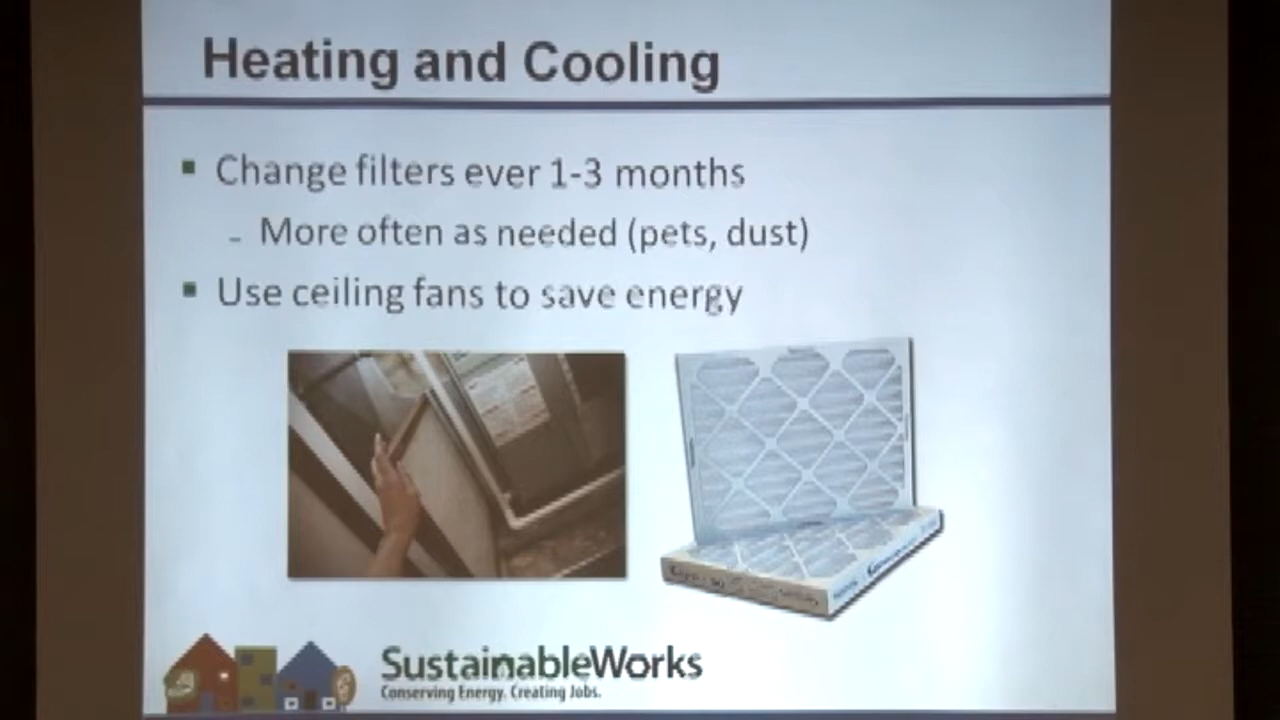 Heating and Cooling
Change filters ever 1-3 months
- More often as needed (pets, dust)
Use ceiling fans to save energy
SustainableWorks
Conserving Energy. Creating Jobs.